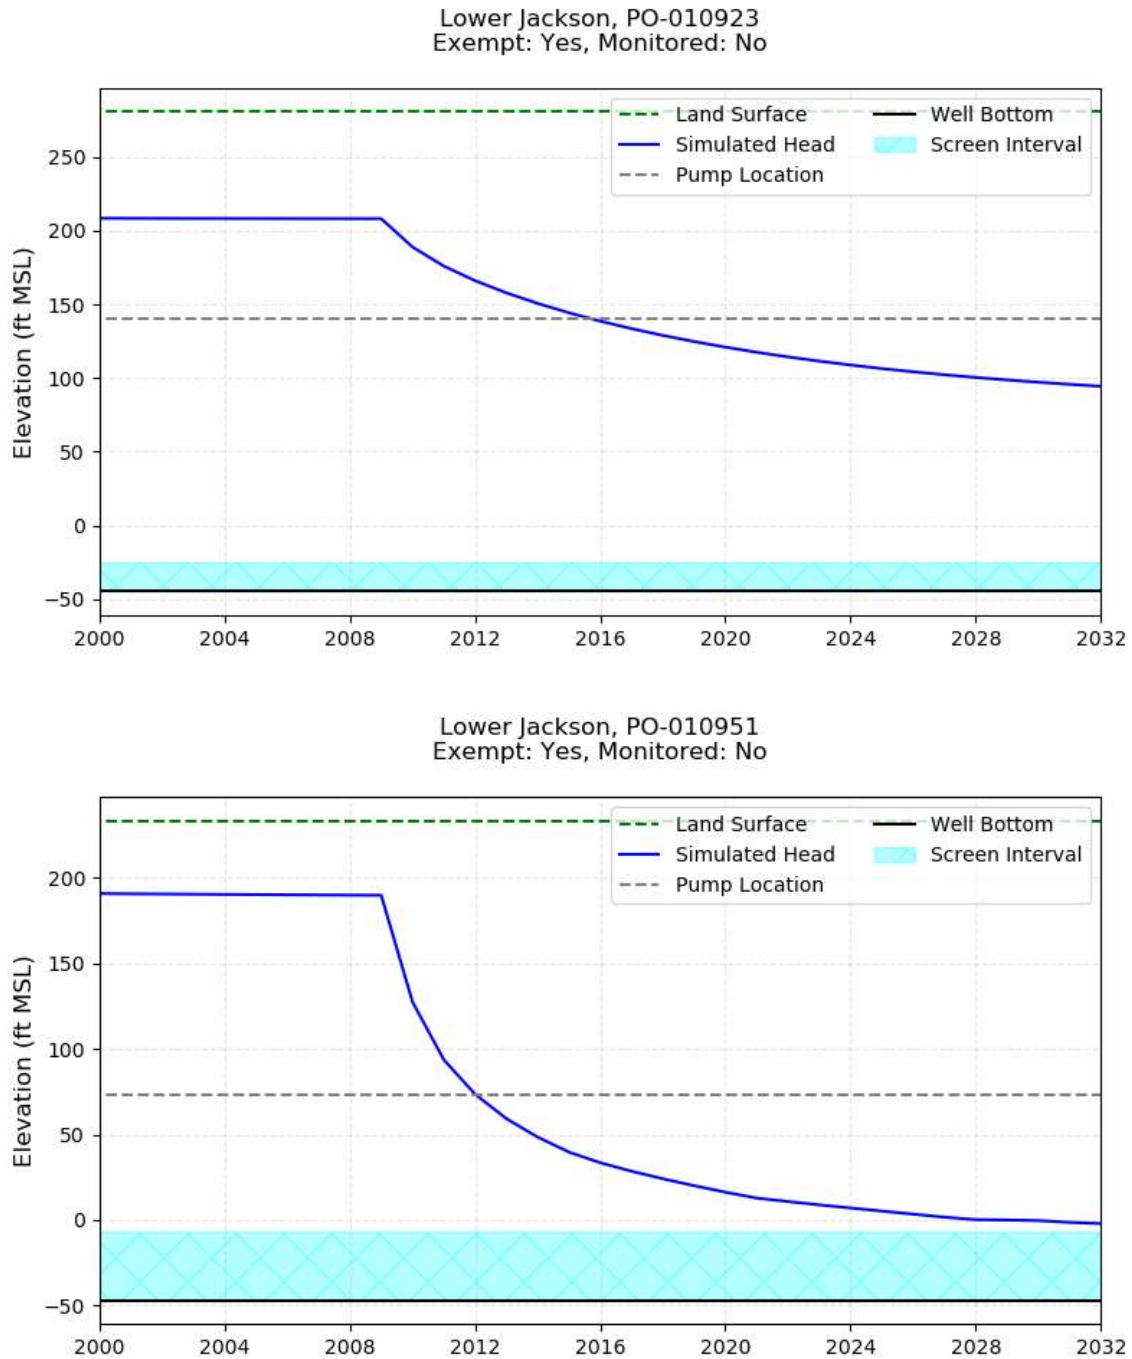 Lower Jackson, PO-010923
Exempt: Yes, Monitored: No
Land Surface
Simulated Head
Pump Location
Well Bottom
Screen Interval
Elevation (ft MSL)
250
200
150
100
50
0
−50
2000 2004 2008 2012 2016 2020 2024 2028 2032
Lower Jackson, PO-010951
Exempt: Yes, Monitored: No
Land Surface
Simulated Head
Pump Location
Well Bottom
Screen Interval
Elevation (ft MSL)
200
150
100
50
0
−50
2000 2004 2008 2012 2016 2020 2024 2028 2032